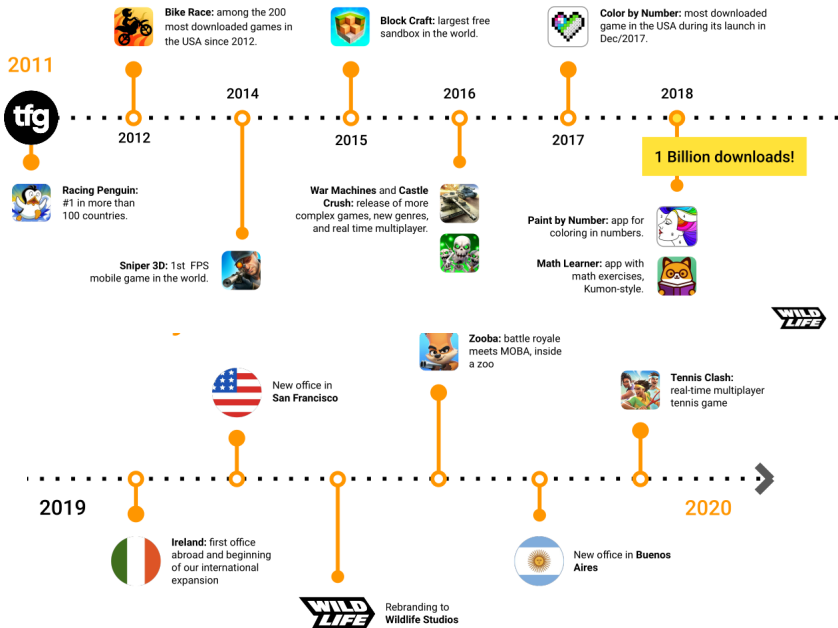 Bike Race: among the 200
most downloaded games in
the USA since 2012.
Block Craft: largest free
sandbox in the world.
Color by Number: most downloaded
game in the USA during its launch in
Dec/2017.
2011
tfg
2012
2014
2015
2016
2017
2018
1 Billion downloads!
Racing Penguin:
#1 in more than
100 countries.
Sniper 3D: 1st FPS
mobile game in the world.
War Machines and Castle
Crush: release of more
complex games, new genres,
and real time multiplayer.
Paint by Number: app for
coloring in numbers.
Math Learner: app with
math exercises,
Kumon-style.
WILD
LIFE
New office in
San Francisco
Zooba: battle royale
meets MOBA, inside
a zoo
Tennis Clash:
real-time multiplayer
tennis game
2019
2020
Ireland: first office
abroad and beginning
of our international
expansion
WILD
LIFE
Rebranding to
Wildlife Studios
New office in Buenos
Aires